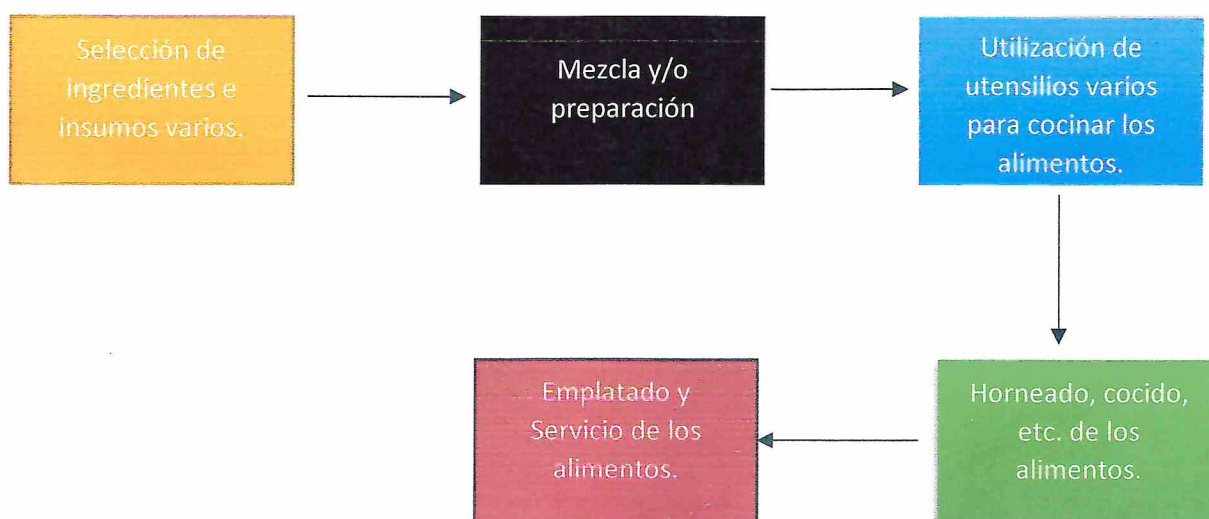 Selección de
ingredientes e
insumos varios.
Mezcla y/o
preparación
Utilización de
utensilios varios
para cocinar los
alimentos.
Horneado, cocido,
etc. de los
alimentos.
Emplatado y
Servicio de los
alimentos.